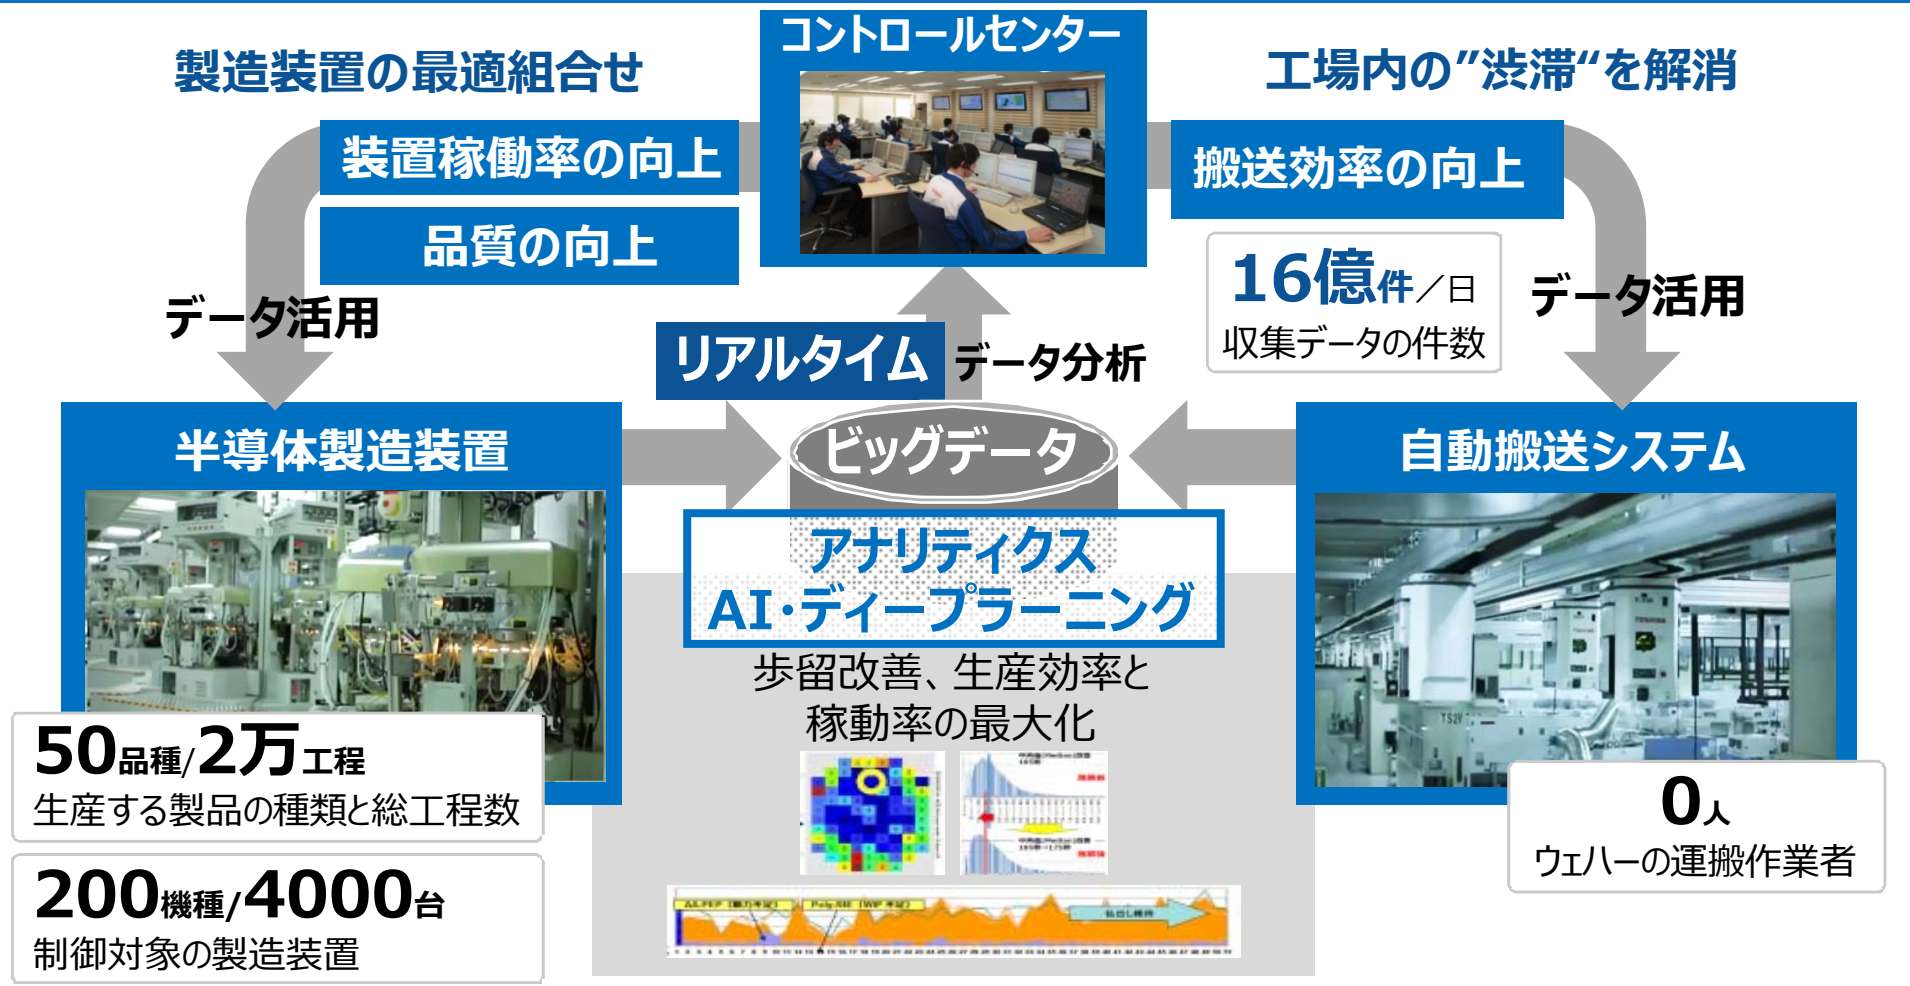 コントロールセンター
製造装置の最適組合せ
工場内の”渋滞“を解消
装置稼働率の向上
搬送効率の向上
品質の向上
16億件／日
収集データの件数
データ活用
データ活用
リアルタイム
データ分析
半導体製造装置
ビッグデータ
自動搬送システム
アナリティクス
AI・ディープラーニング
歩留改善、生産効率と
稼動率の最大化
50品種/2万工程
生産する製品の種類と総工程数
200機種/4000台
制御対象の製造装置
0人
ウェハーの運搬作業者
TS2V
払出し維持